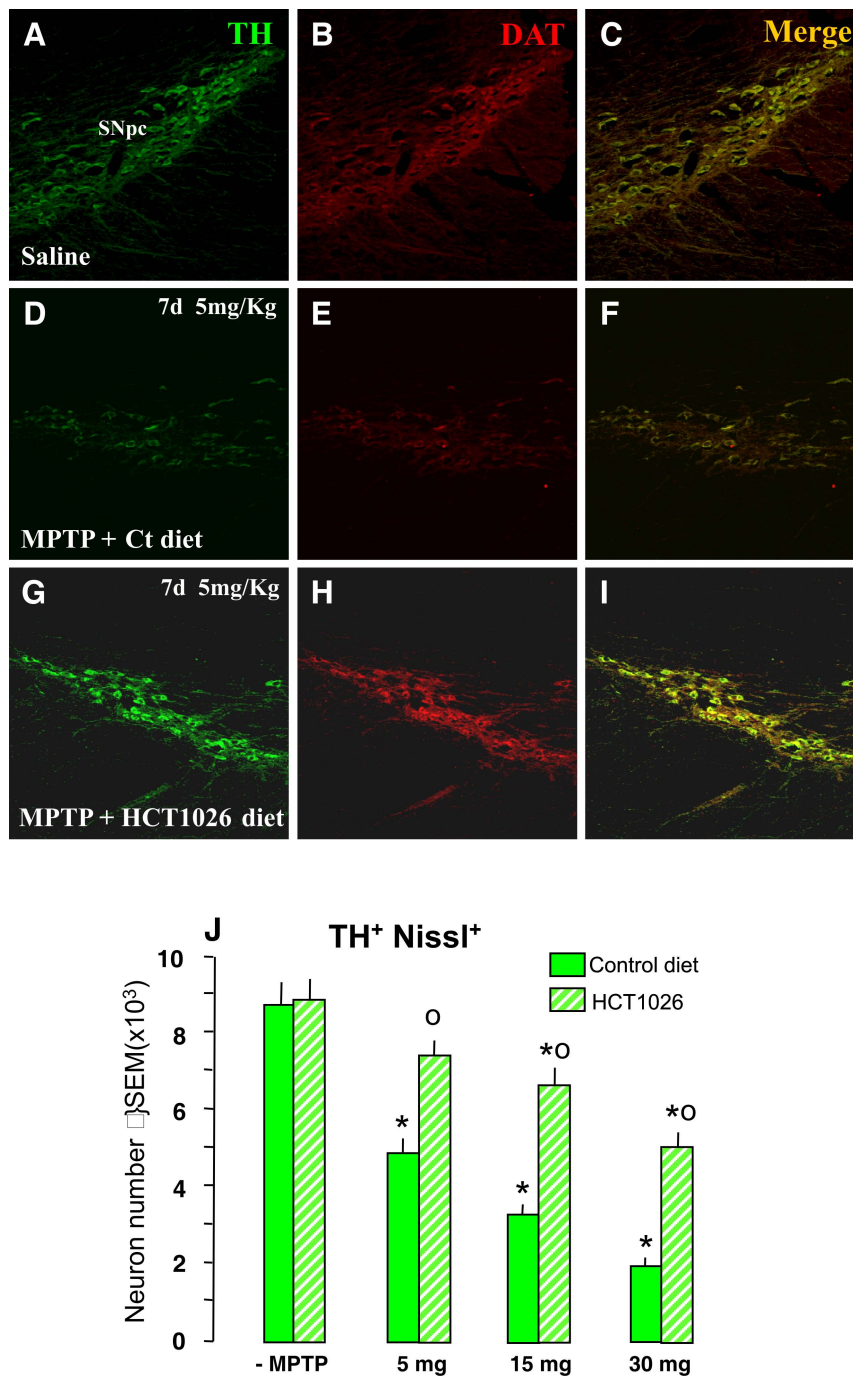 A TH
B DAT
C Merge
SNpc
Saline
D 7d 5mg/Kg
E
F
MPTP + Ct diet
G 7d 5mg/Kg
H
I
MPTP + HCT1026 diet
J TH⁺ Nissl⁺
Control diet
HCT1026
Neuron number □}SEM(x10³)
10
8
6
4
2
0
o
*
*o
*
*o
*
- MPTP 5 mg 15 mg 30 mg